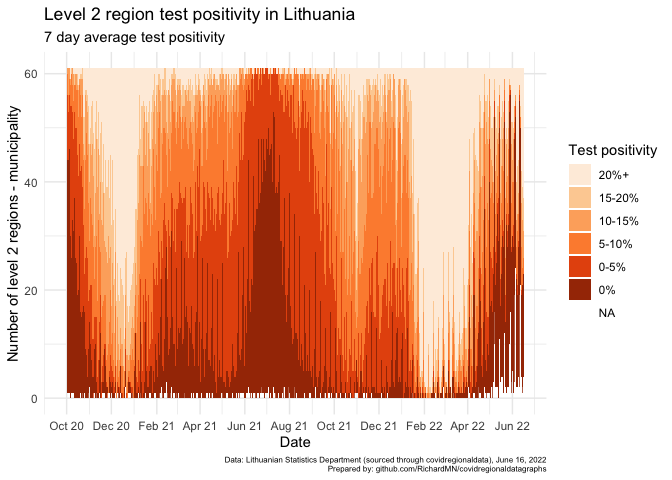 Level 2 region test positivity in Lithuania
7 day average test positivity
Number of level 2 regions - municipality
60
40
20
0
Oct 20 Dec 20 Feb 21 Apr 21 Jun 21 Aug 21 Oct 21 Dec 21 Feb 22 Apr 22 Jun 22
Date
Test positivity
20%+
15-20%
10-15%
5-10%
0-5%
0%
NA
Data: Lithuanian Statistics Department (sourced through covidregionaldata), June 16, 2022
Prepared by: github.com/RichardMN/covidregionaldatagraphs